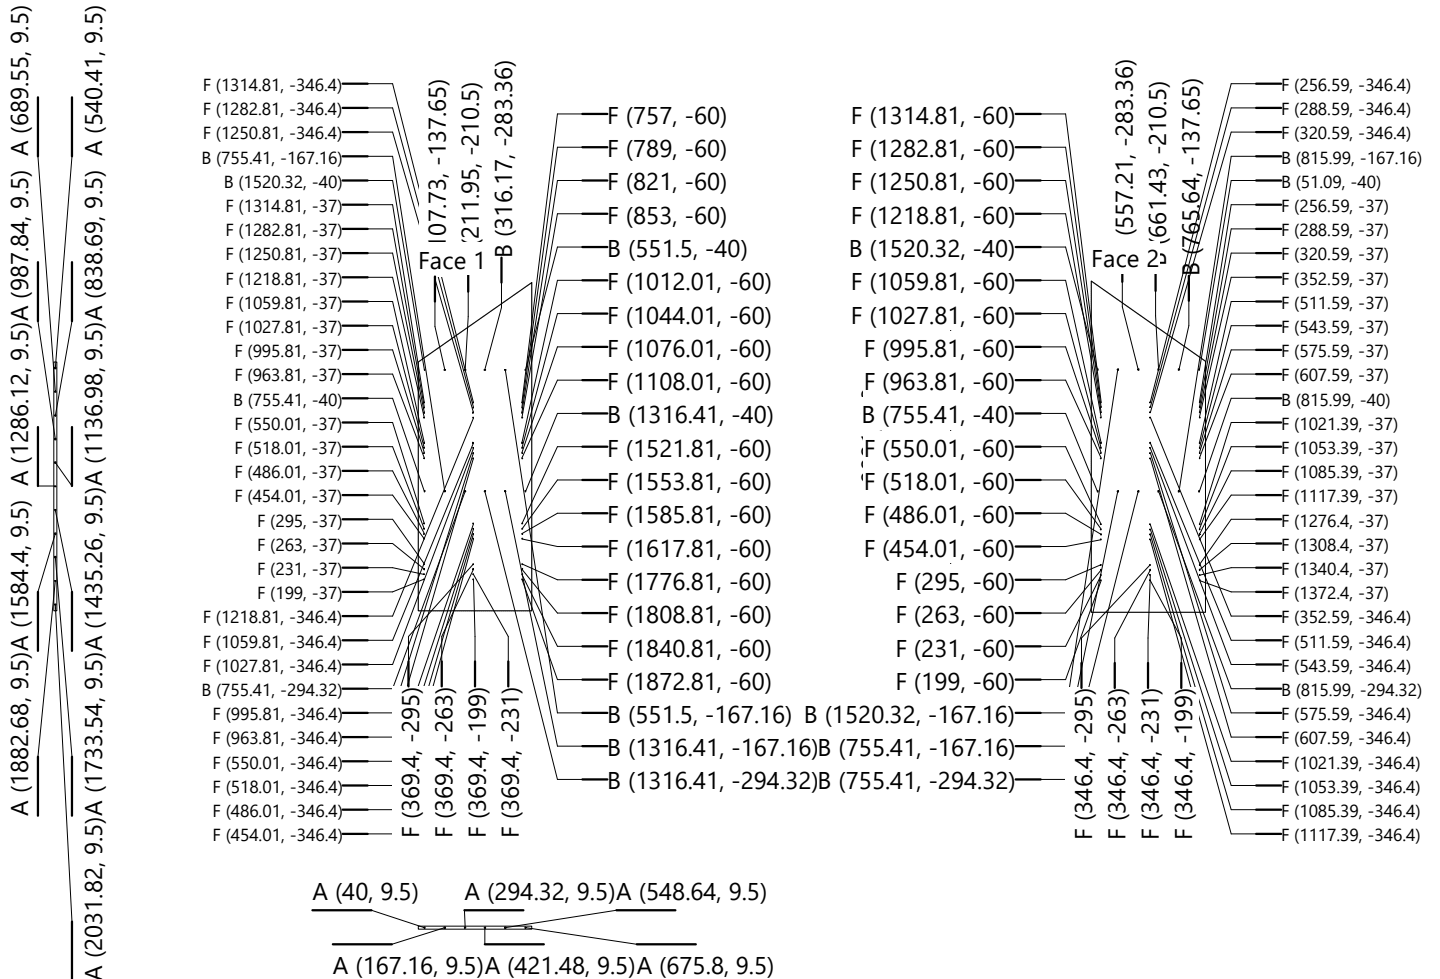 A (689.55, 9.5)
A (987.84, 9.5)
A (1286.12, 9.5)
A (1584.4, 9.5)
A (1882.68, 9.5)
A (540.41, 9.5)
A (838.69, 9.5)
A (1136.98, 9.5)
A (1435.26, 9.5)
A (1733.54, 9.5)
A (2031.82, 9.5)
F (1314.81, -346.4)
F (1282.81, -346.4)
F (1250.81, -346.4)
B (755.41, -167.16)
B (1520.32, -40)
F (1314.81, -37)
F (1282.81, -37)
F (1250.81, -37)
F (1218.81, -37)
F (1059.81, -37)
F (1027.81, -37)
F (995.81, -37)
F (963.81, -37)
B (755.41, -40)
F (550.01, -37)
F (518.01, -37)
F (486.01, -37)
F (454.01, -37)
F (295, -37)
F (263, -37)
F (231, -37)
F (199, -37)
F (1218.81, -346.4)
F (1059.81, -346.4)
F (1027.81, -346.4)
B (755.41, -294.32)
F (995.81, -346.4)
F (963.81, -346.4)
F (550.01, -346.4)
F (518.01, -346.4)
F (486.01, -346.4)
F (454.01, -346.4)
07.73, -137.65)
211.95, -210.5)
B (316.17, -283.36)
Face 1
F (757, -60)
F (789, -60)
F (821, -60)
F (853, -60)
B (551.5, -40)
F (1012.01, -60)
F (1044.01, -60)
F (1076.01, -60)
F (1108.01, -60)
B (1316.41, -40)
F (1521.81, -60)
F (1553.81, -60)
F (1585.81, -60)
F (1617.81, -60)
F (1776.81, -60)
F (1808.81, -60)
F (1840.81, -60)
F (1872.81, -60)
B (551.5, -167.16)
B (1316.41, -167.16)
B (1316.41, -294.32)
F (369.4, -295)
F (369.4, -263)
F (369.4, -199)
F (369.4, -231)
F (1314.81, -60)
F (1282.81, -60)
F (1250.81, -60)
F (1218.81, -60)
B (1520.32, -40)
F (1059.81, -60)
F (1027.81, -60)
F (995.81, -60)
F (963.81, -60)
B (755.41, -40)
F (550.01, -60)
F (518.01, -60)
F (486.01, -60)
F (454.01, -60)
F (295, -60)
F (263, -60)
F (231, -60)
F (199, -60)
B (1520.32, -167.16)
B (755.41, -167.16)
B (755.41, -294.32)
(557.21, -283.36)
(661.43, -210.5)
B (765.64, -137.65)
Face 2
F (346.4, -295)
F (346.4, -263)
F (346.4, -231)
F (346.4, -199)
F (256.59, -346.4)
F (288.59, -346.4)
F (320.59, -346.4)
B (815.99, -167.16)
B (51.09, -40)
F (256.59, -37)
F (288.59, -37)
F (320.59, -37)
F (352.59, -37)
F (511.59, -37)
F (543.59, -37)
F (575.59, -37)
F (607.59, -37)
B (815.99, -40)
F (1021.39, -37)
F (1053.39, -37)
F (1085.39, -37)
F (1117.39, -37)
F (1276.4, -37)
F (1308.4, -37)
F (1340.4, -37)
F (1372.4, -37)
F (352.59, -346.4)
F (511.59, -346.4)
F (543.59, -346.4)
B (815.99, -294.32)
F (575.59, -346.4)
F (607.59, -346.4)
F (1021.39, -346.4)
F (1053.39, -346.4)
F (1085.39, -346.4)
F (1117.39, -346.4)
A (40, 9.5)
A (294.32, 9.5)
A (548.64, 9.5)
A (167.16, 9.5)
A (421.48, 9.5)
A (675.8, 9.5)